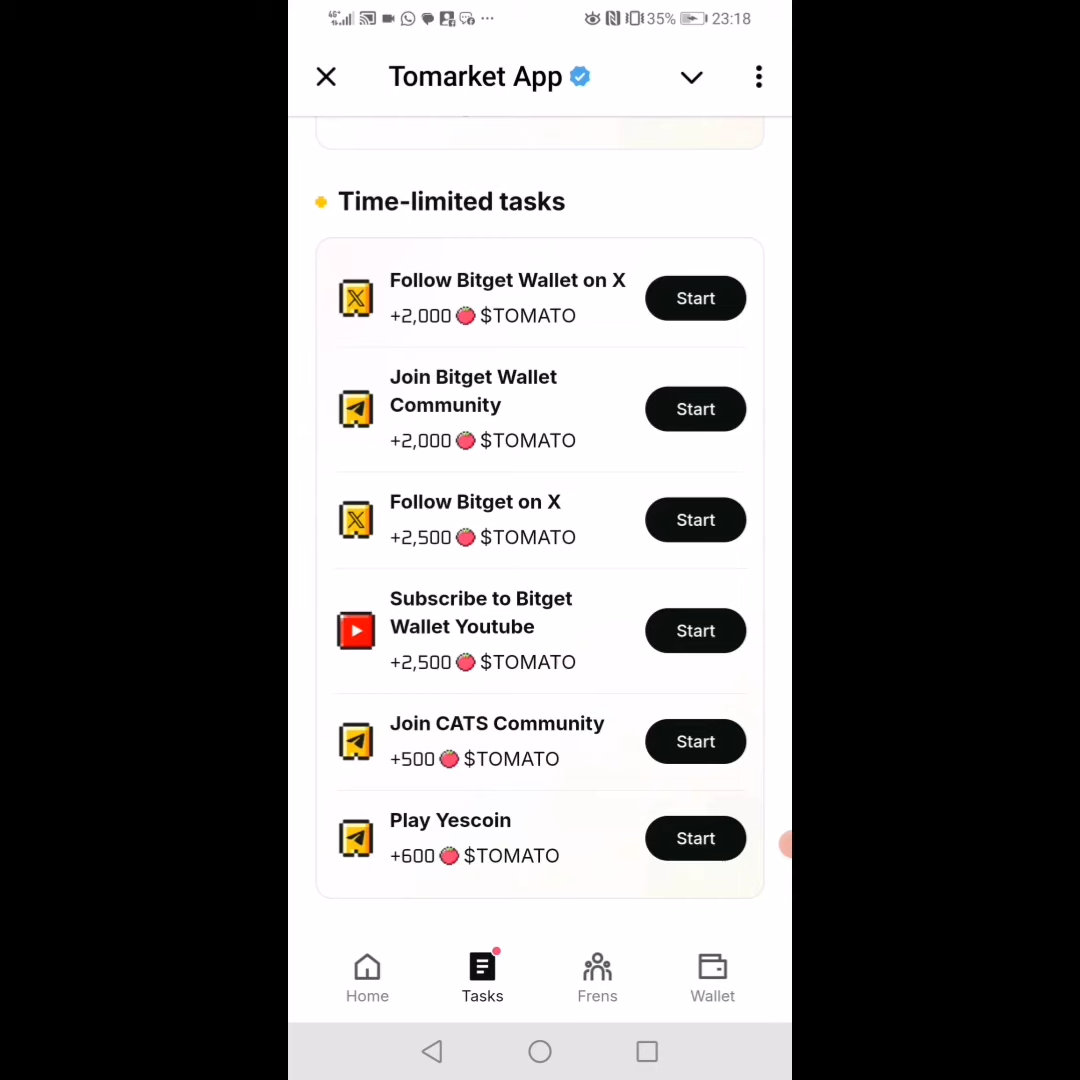 4G+ 35% 23:18
Tomarket App
Time-limited tasks
Follow Bitget Wallet on X
+2,000 $TOMATO
Start
Join Bitget Wallet
Community
+2,000 $TOMATO
Start
Follow Bitget on X
+2,500 $TOMATO
Start
Subscribe to Bitget
Wallet Youtube
+2,500 $TOMATO
Start
Join CATS Community
+500 $TOMATO
Start
Play Yescoin
+600 $TOMATO
Start
Home Tasks Frens Wallet